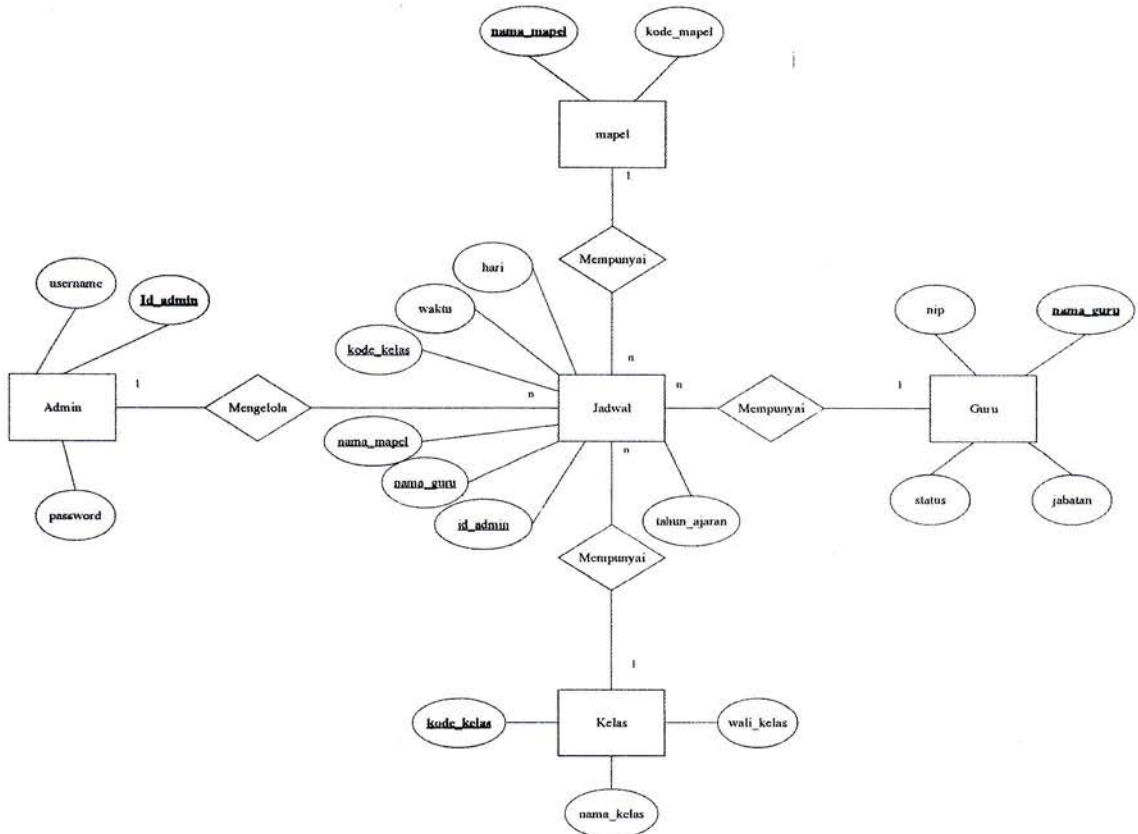 nama_mapel
kode_mapel
mapel
1
Mempunyai
n
hari
waktu
kode_kelas
username
Id_admin
Admin
password
1
Mengelola
n
Jadwal
nama_mapel
nama_guru
id_admin
tahun_ajaran
n
Mempunyai
1
nip
nama_guru
Guru
status
jabatan
n
Mempunyai
1
kode_kelas
Kelas
wali_kelas
nama_kelas